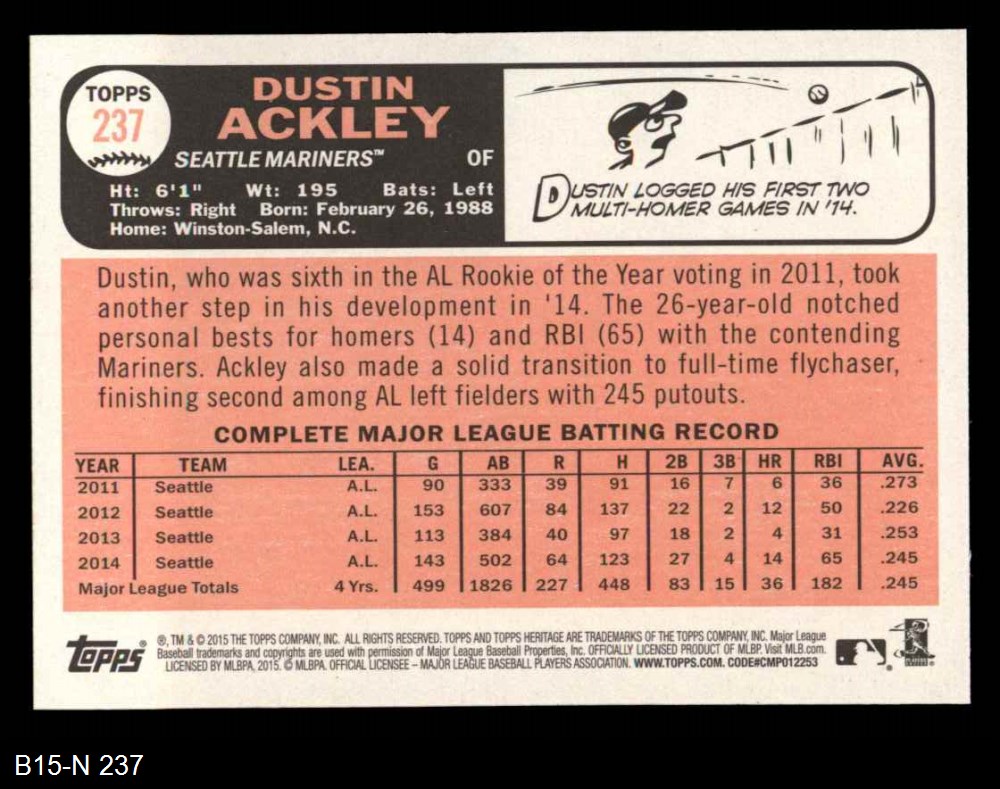 TOPPS
237
DUSTIN
ACKLEY
SEATTLE MARINERS™ OF
Ht: 6'1" Wt: 195 Bats: Left
Throws: Right Born: February 26, 1988
Home: Winston-Salem, N.C.
DUSTIN LOGGED HIS FIRST TWO
MULTI-HOMER GAMES IN '14.
Dustin, who was sixth in the AL Rookie of the Year voting in 2011, took
another step in his development in '14. The 26-year-old notched
personal bests for homers (14) and RBI (65) with the contending
Mariners. Ackley also made a solid transition to full-time flychaser,
finishing second among AL left fielders with 245 putouts.
COMPLETE MAJOR LEAGUE BATTING RECORD
YEAR TEAM LEA. G AB R H 2B 3B HR RBI AVG.
2011 Seattle A.L. 90 333 39 91 16 7 6 36 .273
2012 Seattle A.L. 153 607 84 137 22 2 12 50 .226
2013 Seattle A.L. 113 384 40 97 18 2 4 31 .253
2014 Seattle A.L. 143 502 64 123 27 4 14 65 .245
Major League Totals 4 Yrs. 499 1826 227 448 83 15 36 182 .245
Topps® ®, TM & © 2015 THE TOPPS COMPANY, INC. ALL RIGHTS RESERVED. TOPPS AND TOPPS HERITAGE ARE TRADEMARKS OF THE TOPPS COMPANY, INC. Major League
Baseball trademarks and copyrights are used with permission of Major League Baseball Properties, Inc. OFFICIALLY LICENSED PRODUCT OF MLBP. Visit MLB.com.
LICENSED BY MLBPA, 2015. © MLBPA. OFFICIAL LICENSEE – MAJOR LEAGUE BASEBALL PLAYERS ASSOCIATION. WWW.TOPPS.COM. CODE#CMP012253
B15-N 237